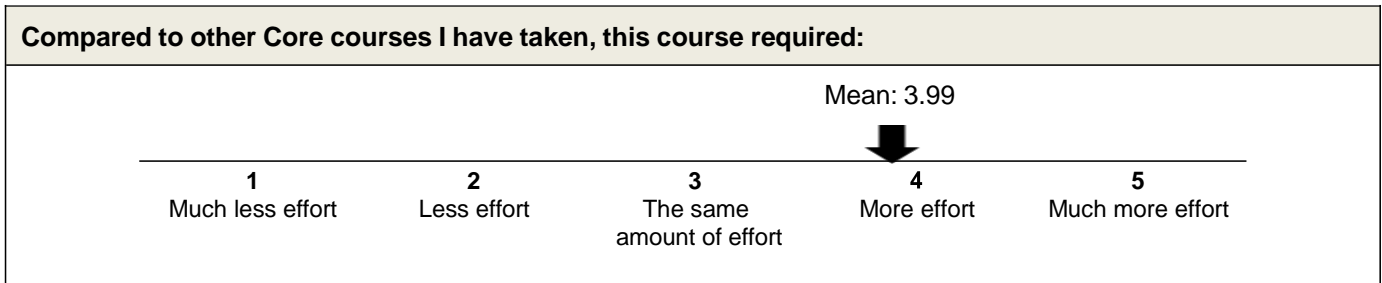 Compared to other Core courses I have taken, this course required:
Mean: 3.99
1 2 3 4 5
Much less effort Less effort The same More effort Much more effort
amount of effort